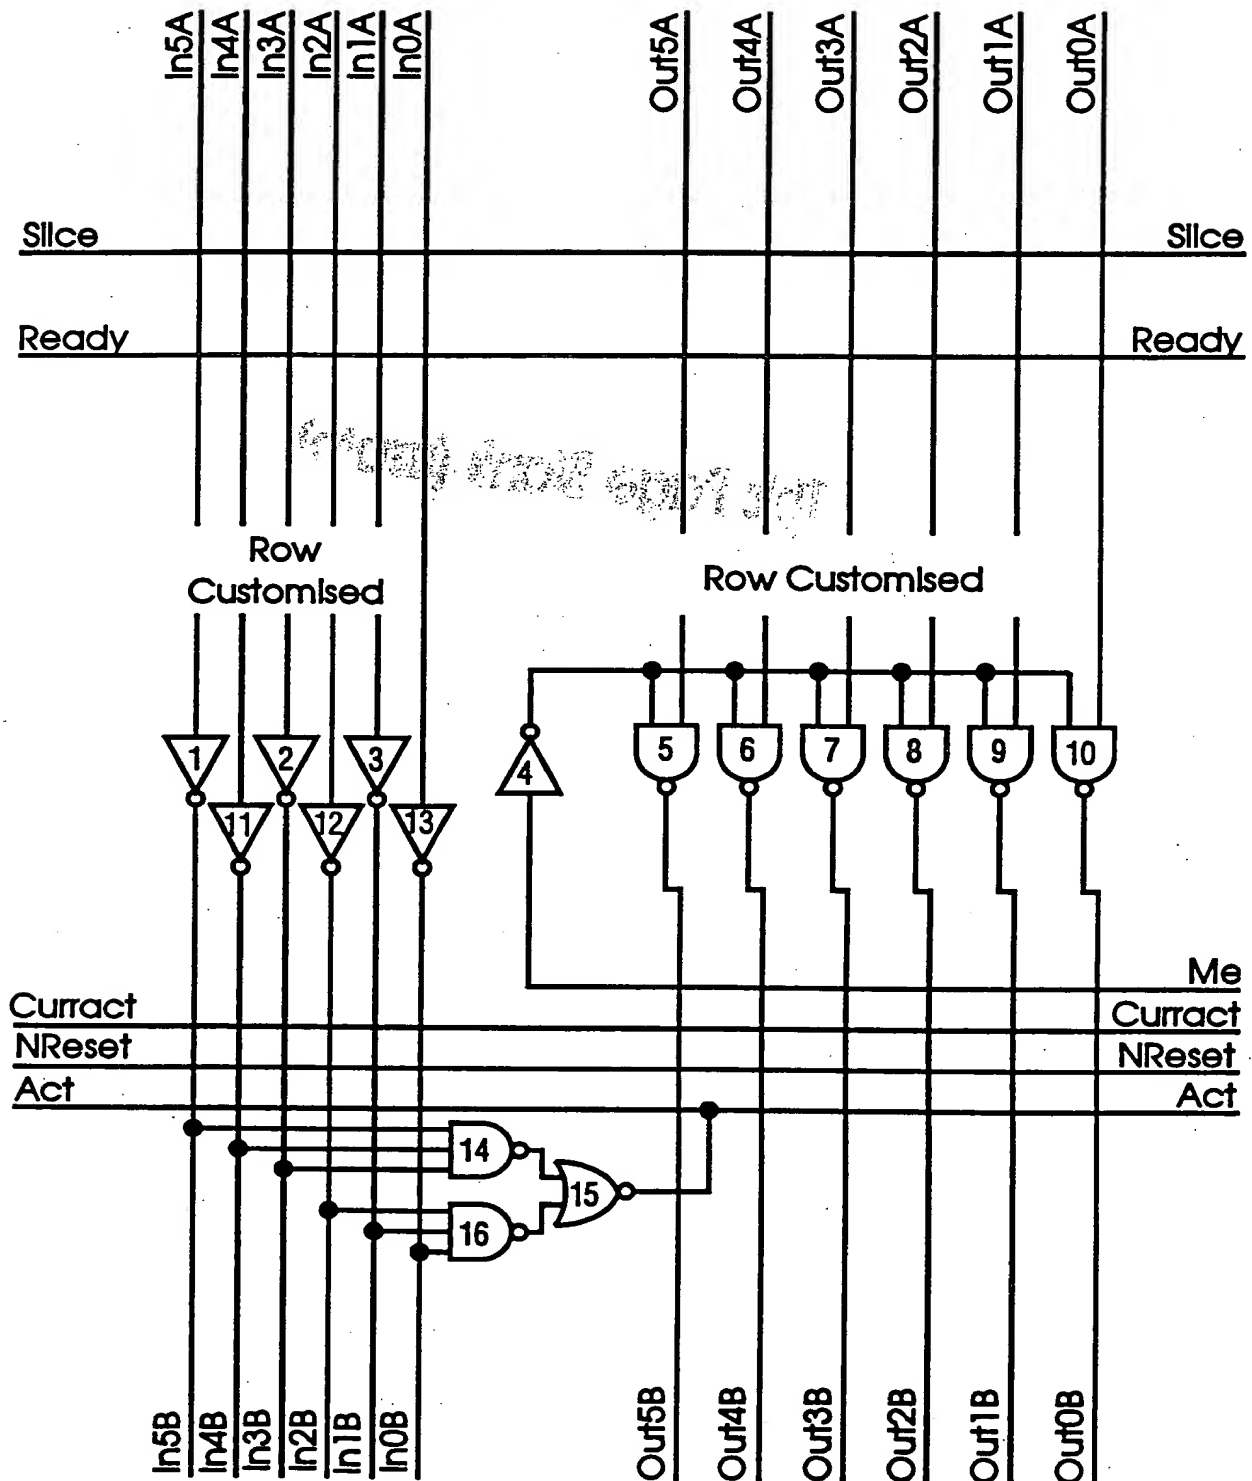 In5A
In4A
In3A
In2A
In1A
In0A
Out5A
Out4A
Out3A
Out2A
Out1A
Out0A
Slice
Slice
Ready
Ready
Row
Customised
Row Customised
1
2
3
4
5
6
7
8
9
10
11
12
13
Me
Curract
Curract
NReset
NReset
Act
Act
14
15
16
In5B
In4B
In3B
In2B
In1B
In0B
Out5B
Out4B
Out3B
Out2B
Out1B
Out0B